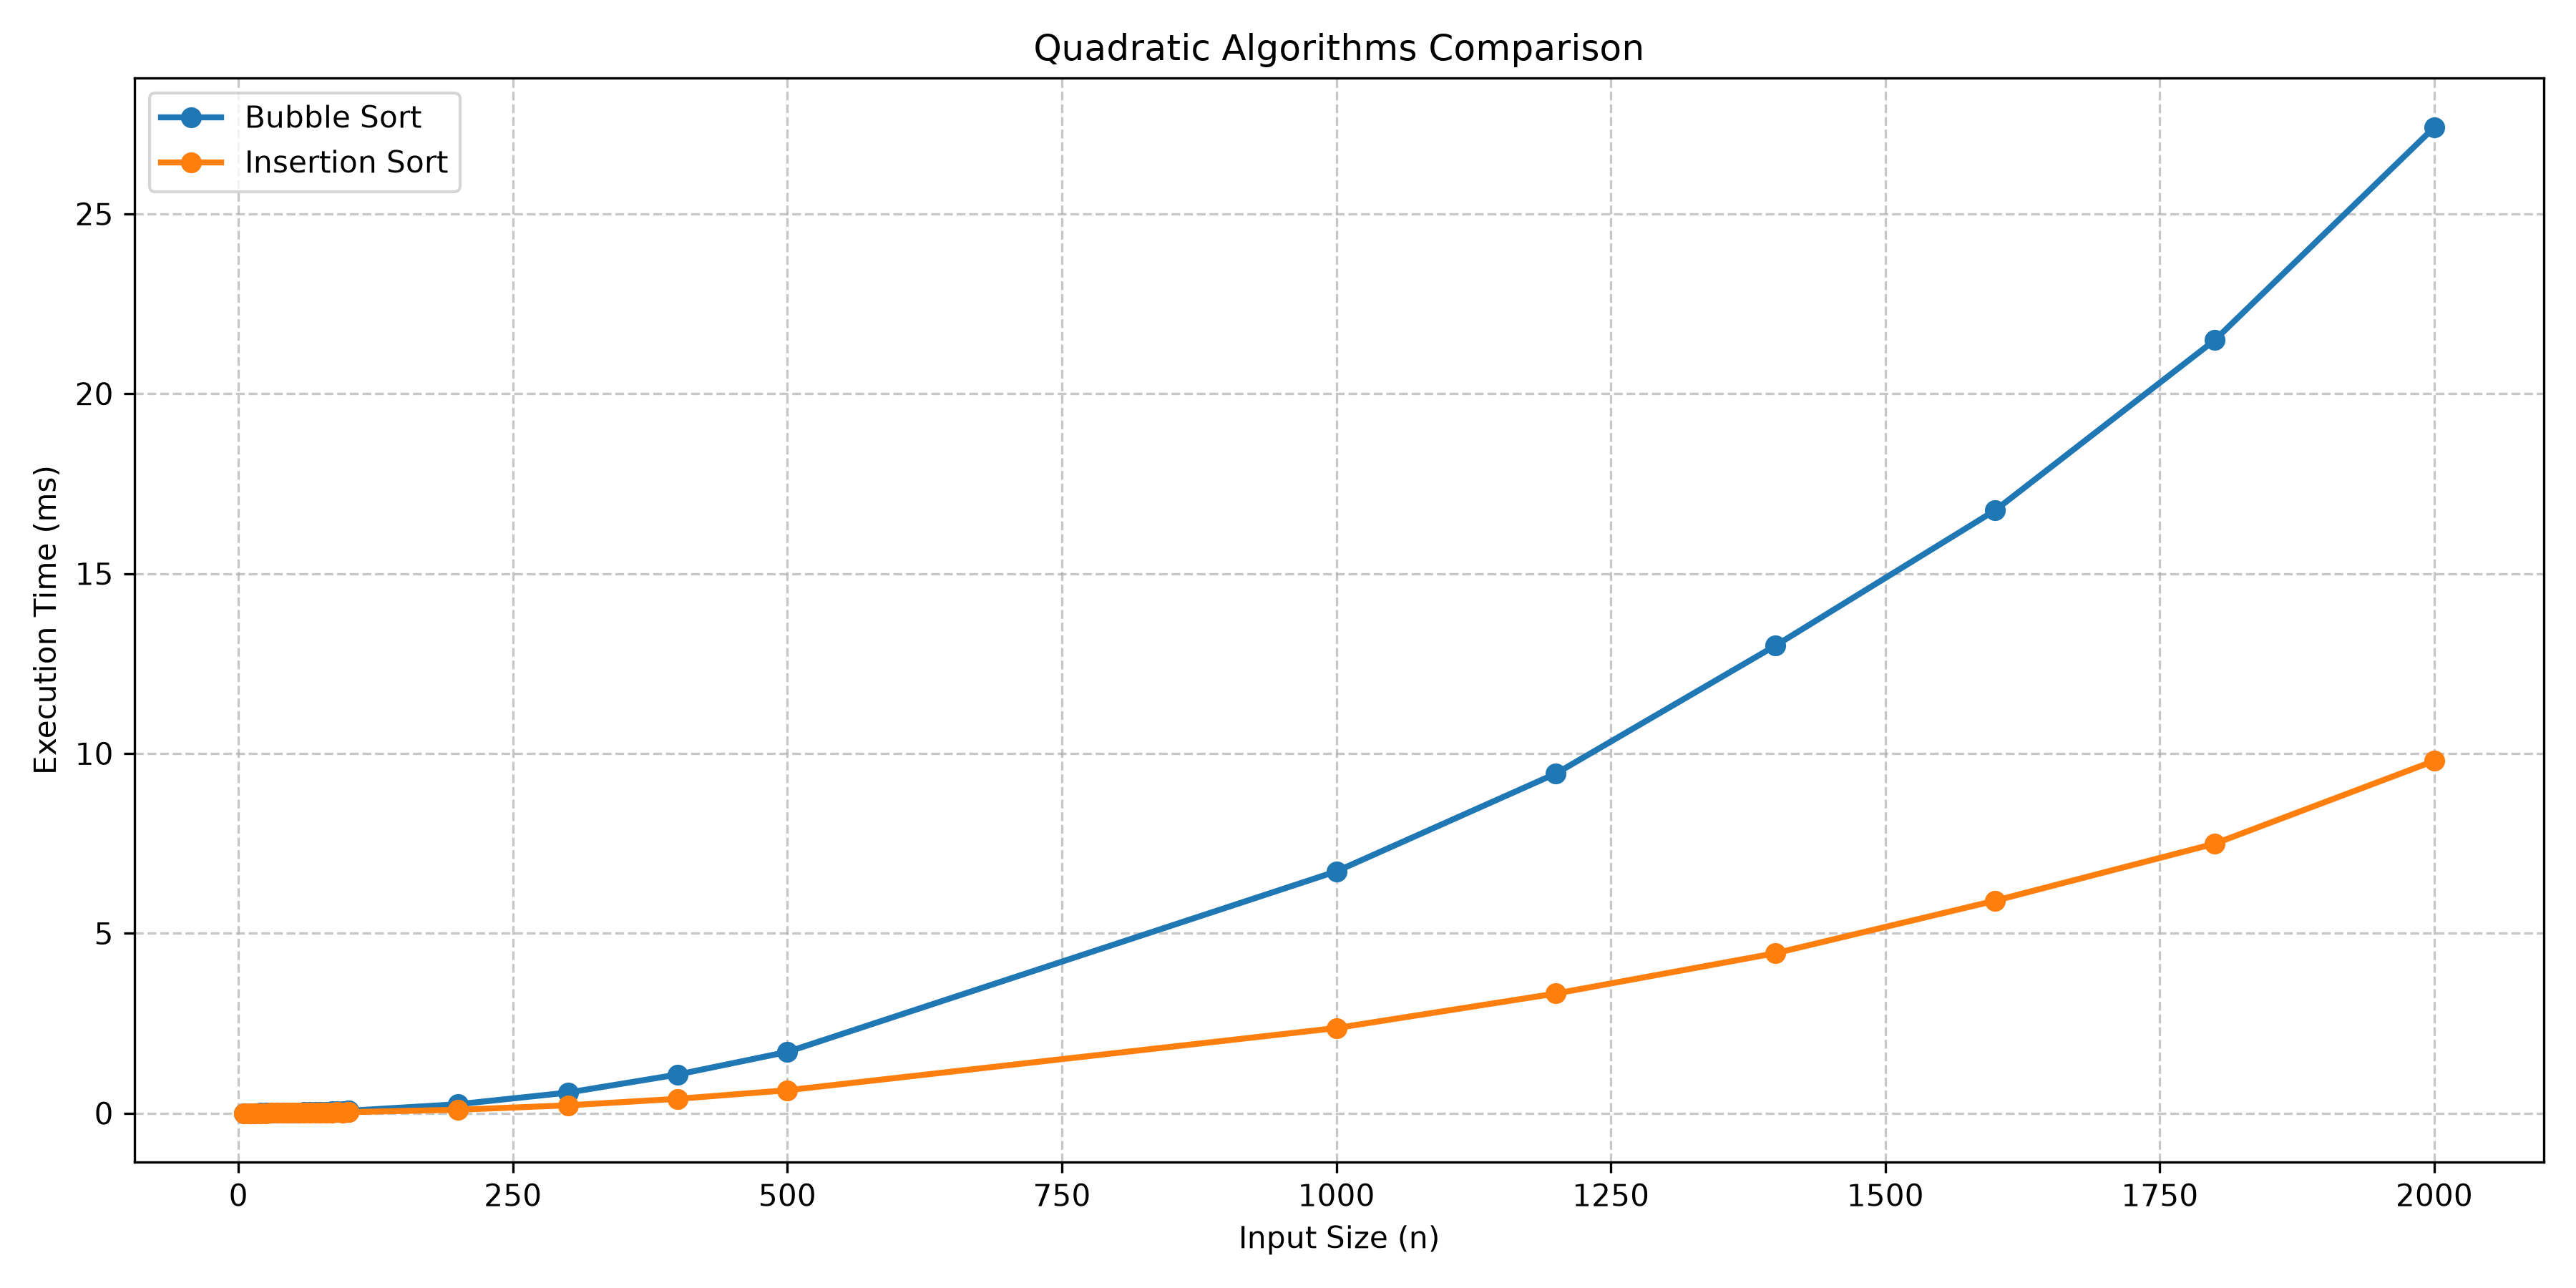 Quadratic Algorithms Comparison
Bubble Sort
Insertion Sort
Execution Time (ms)
25
20
15
10
5
0
0 250 500 750 1000 1250 1500 1750 2000
Input Size (n)